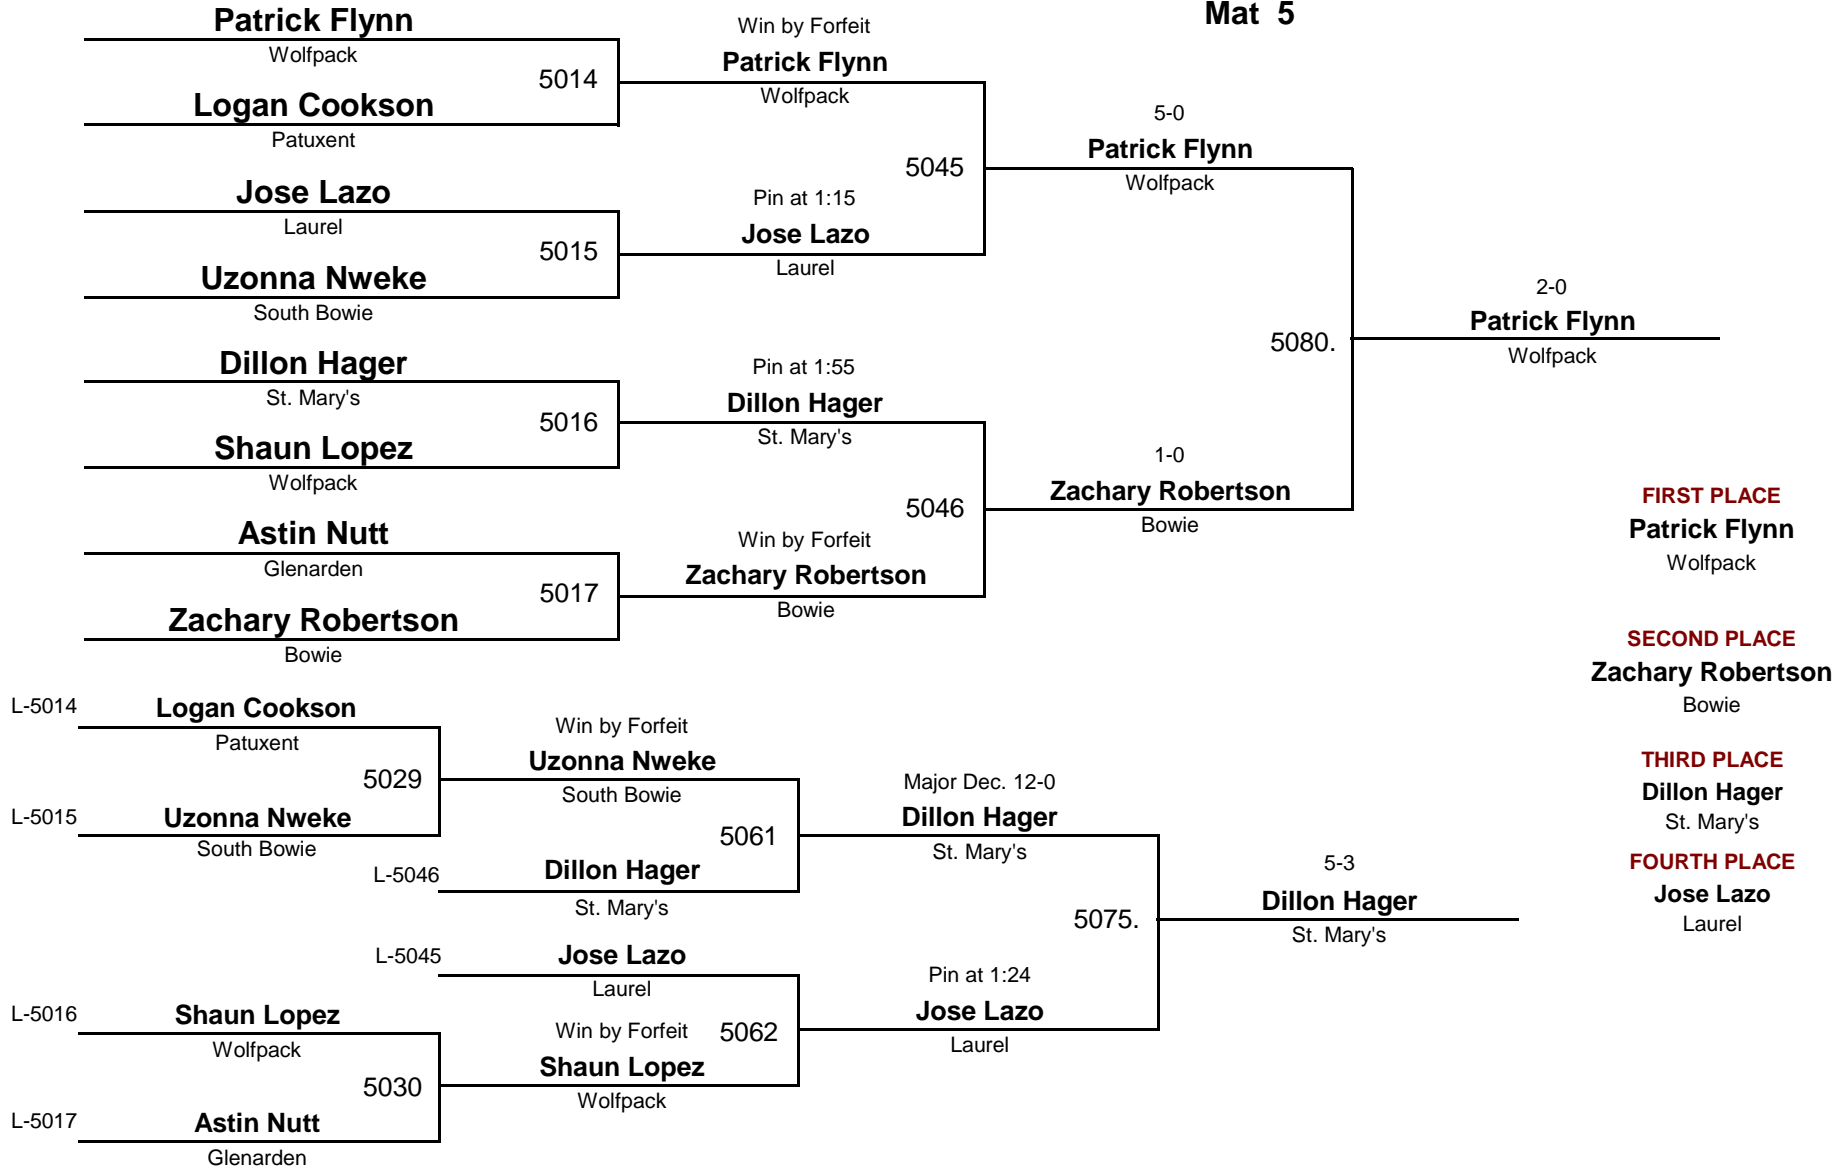 Mat 5
Patrick Flynn
Wolfpack
5014
Logan Cookson
Patuxent
Jose Lazo
Laurel
5015
Uzonna Nweke
South Bowie
Dillon Hager
St. Mary's
5016
Shaun Lopez
Wolfpack
Astin Nutt
Glenarden
5017
Zachary Robertson
Bowie
Win by Forfeit
Patrick Flynn
Wolfpack
5045
Pin at 1:15
Jose Lazo
Laurel
Pin at 1:55
Dillon Hager
St. Mary's
5046
Win by Forfeit
Zachary Robertson
Bowie
5-0
Patrick Flynn
Wolfpack
5080.
1-0
Zachary Robertson
Bowie
2-0
Patrick Flynn
Wolfpack
FIRST PLACE
Patrick Flynn
Wolfpack
SECOND PLACE
Zachary Robertson
Bowie
THIRD PLACE
Dillon Hager
St. Mary's
FOURTH PLACE
Jose Lazo
Laurel
L-5014
Logan Cookson
Patuxent
5029
L-5015
Uzonna Nweke
South Bowie
Win by Forfeit
Uzonna Nweke
South Bowie
5061
L-5046
Dillon Hager
St. Mary's
L-5045
Jose Lazo
Laurel
5062
Win by Forfeit
Shaun Lopez
Wolfpack
L-5016
Shaun Lopez
Wolfpack
5030
L-5017
Astin Nutt
Glenarden
Major Dec. 12-0
Dillon Hager
St. Mary's
5075.
Pin at 1:24
Jose Lazo
Laurel
5-3
Dillon Hager
St. Mary's